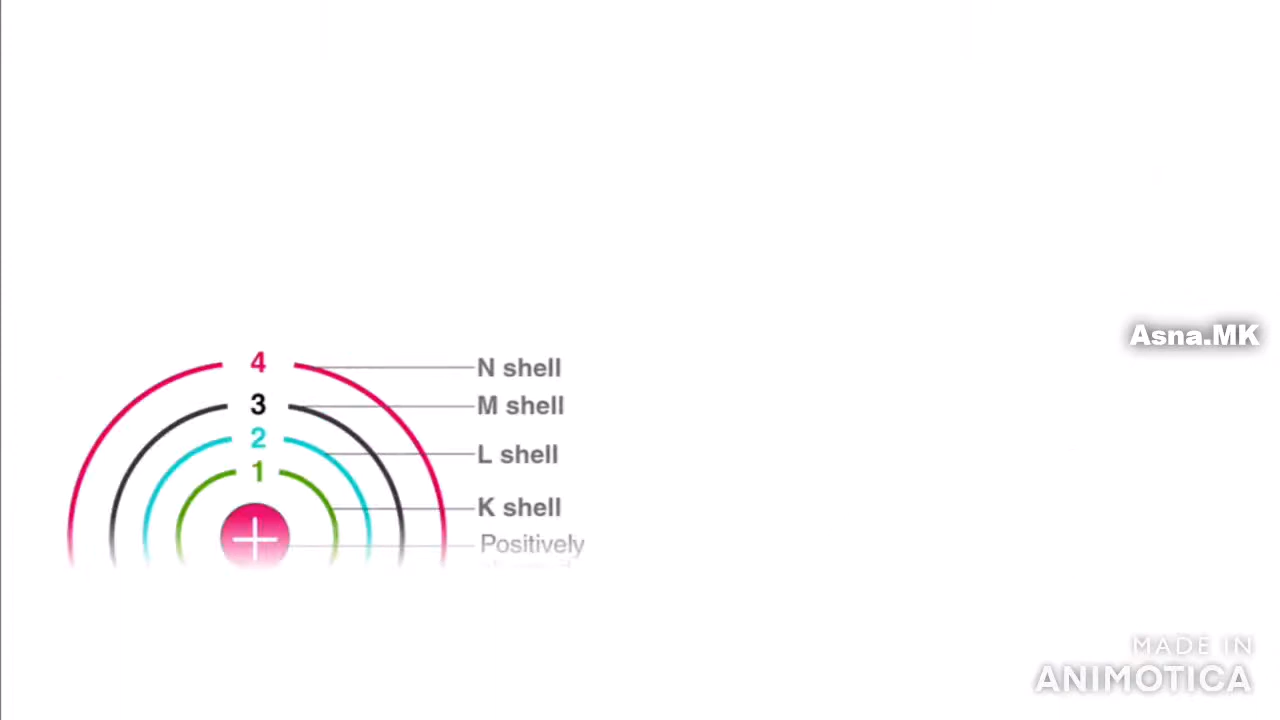 4
N shell
3
M shell
2
L shell
1
K shell
Positively
Asna.MK
MADE IN
ANIMOTICA